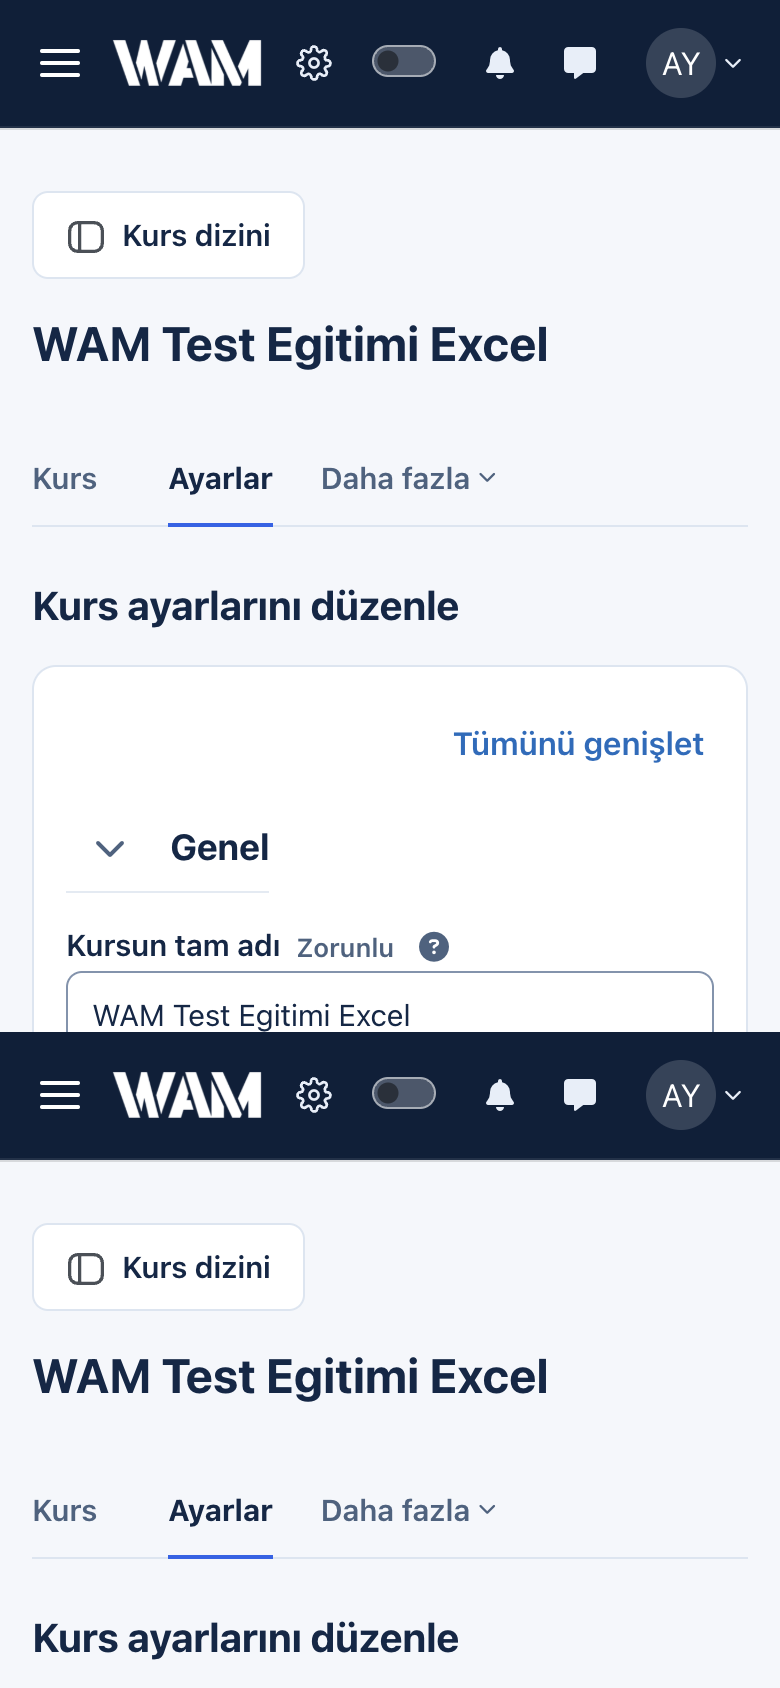 WAM
AY
Kurs dizini
WAM Test Egitimi Excel
Kurs Ayarlar Daha fazla
Kurs ayarlarını düzenle
Tümünü genişlet
Genel
Kursun tam adı Zorunlu ?
WAM Test Egitimi Excel
WAM
AY
Kurs dizini
WAM Test Egitimi Excel
Kurs Ayarlar Daha fazla
Kurs ayarlarını düzenle